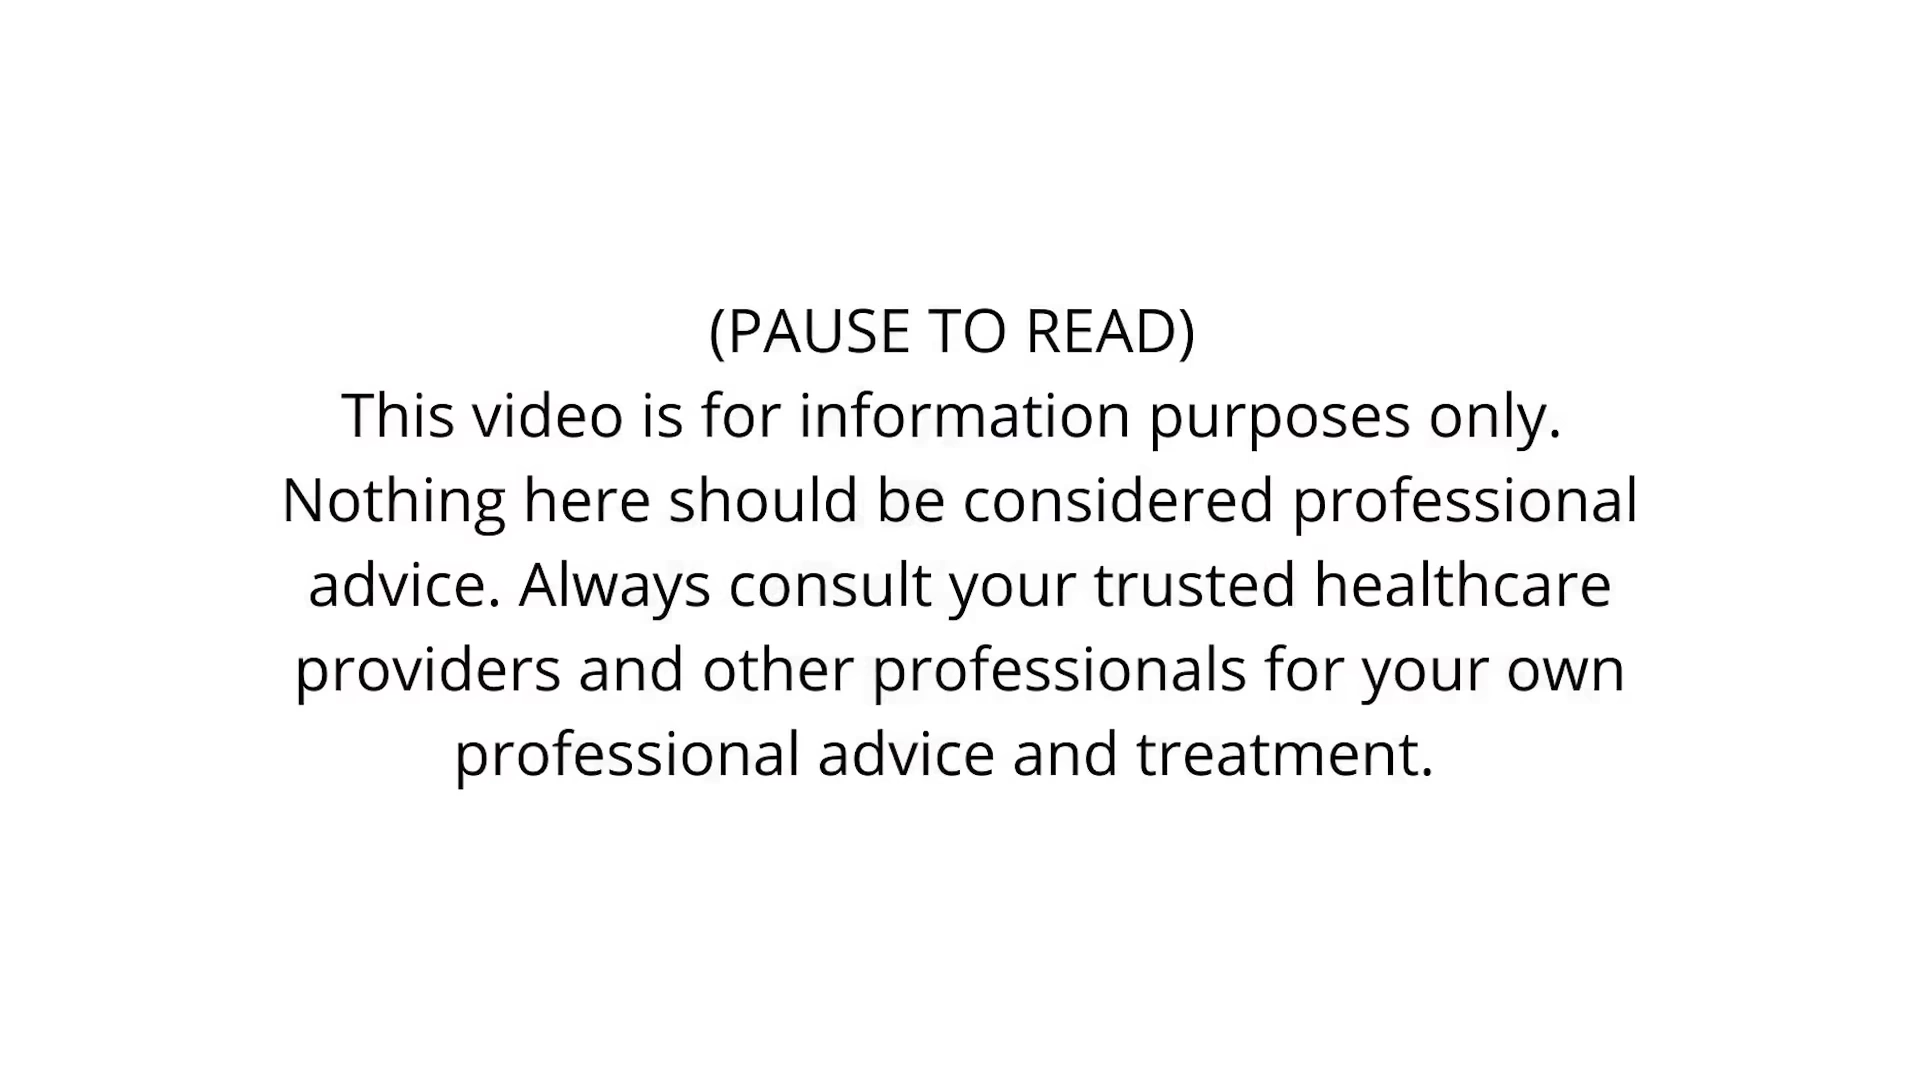 (PAUSE TO READ)
This video is for information purposes only.
Nothing here should be considered professional
advice. Always consult your trusted healthcare
providers and other professionals for your own
professional advice and treatment.